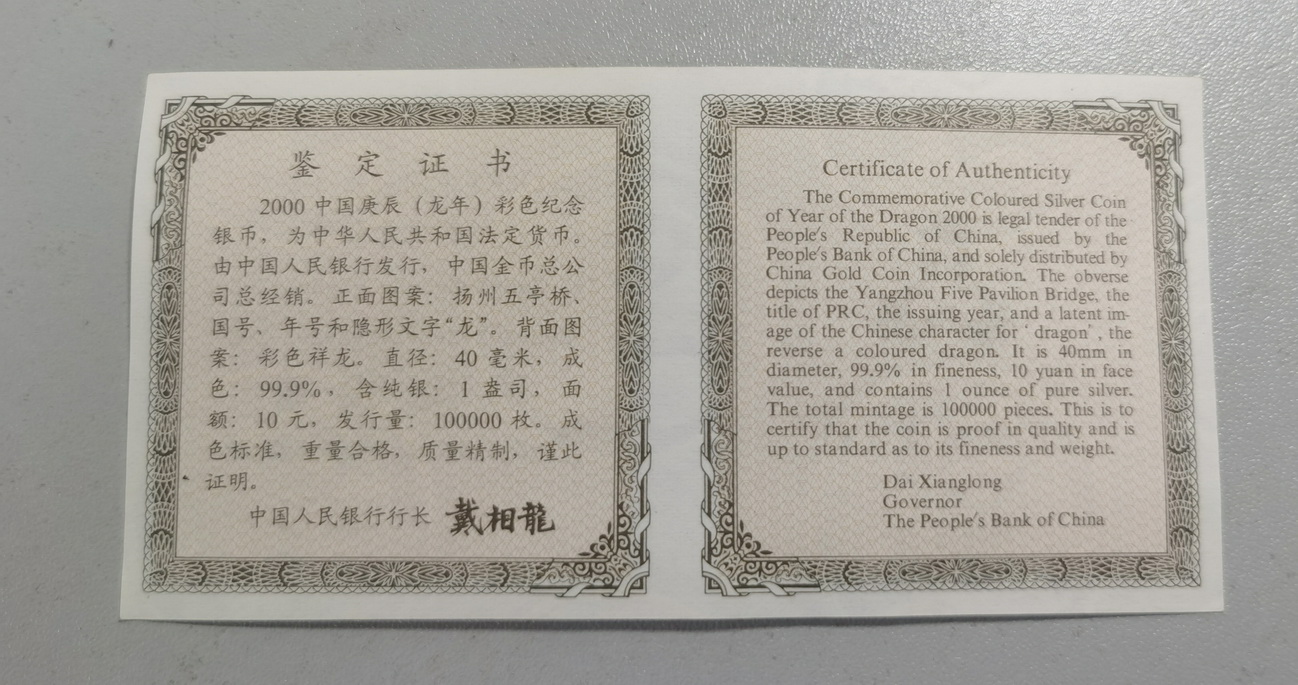 鉴定证书
2000 中国庚辰（龙年）彩色纪念
银币，为中华人民共和国法定货币。
由中国人民银行发行，中国金币总公
司总经销。正面图案：扬州五亭桥、
国号、年号和隐形文字“龙”。背面图
案：彩色祥龙。直径：40 毫米，成
色：99.9%，含纯银：1 盎司，面
额：10 元，发行量：100000 枚。成
色标准，重量合格，质量精制，谨此
证明。
中国人民银行行长 戴相龍
Certificate of Authenticity
The Commemorative Coloured Silver Coin
of Year of the Dragon 2000 is legal tender of the
People's Republic of China, issued by the
People's Bank of China, and solely distributed by
China Gold Coin Incorporation. The obverse
depicts the Yangzhou Five Pavilion Bridge, the
title of PRC, the issuing year, and a latent im-
age of the Chinese character for ‘dragon’, the
reverse a coloured dragon. It is 40mm in
diameter, 99.9% in fineness, 10 yuan in face
value, and contains 1 ounce of pure silver.
The total mintage is 100000 pieces. This is to
certify that the coin is proof in quality and is
up to standard as to its fineness and weight.
Dai Xianglong
Governor
The People's Bank of China